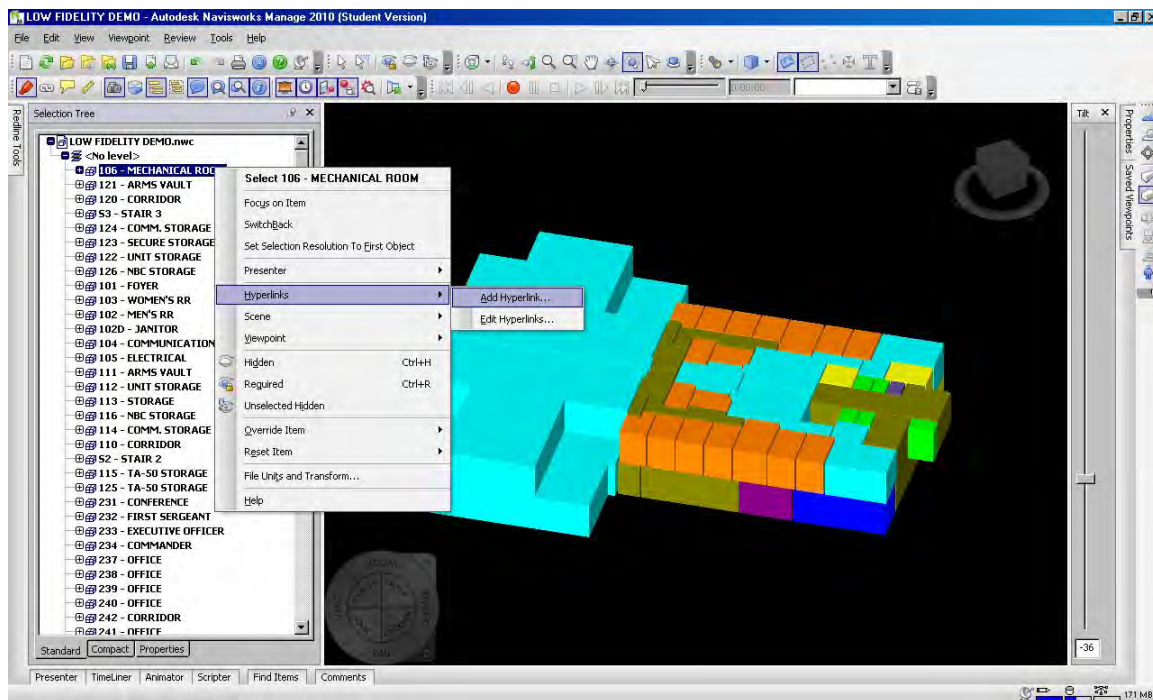 LOW FIDELITY DEMO - Autodesk Navisworks Manage 2010 (Student Version)
File Edit View Viewpoint Review Tools Help
0:00:00
Redline Tools
Selection Tree
LOW FIDELITY DEMO.nwc
<No level>
106 - MECHANICAL ROO
121 - ARMS VAULT
120 - CORRIDOR
S3 - STAIR 3
124 - COMM. STORAGE
123 - SECURE STORAGE
122 - UNIT STORAGE
126 - NBC STORAGE
101 - FOYER
103 - WOMEN'S RR
102 - MEN'S RR
102D - JANITOR
104 - COMMUNICATION
105 - ELECTRICAL
111 - ARMS VAULT
112 - UNIT STORAGE
113 - STORAGE
116 - NBC STORAGE
114 - COMM. STORAGE
110 - CORRIDOR
S2 - STAIR 2
115 - TA-50 STORAGE
125 - TA-50 STORAGE
231 - CONFERENCE
232 - FIRST SERGEANT
233 - EXECUTIVE OFFICER
234 - COMMANDER
237 - OFFICE
238 - OFFICE
239 - OFFICE
240 - OFFICE
242 - CORRIDOR
241 - OFFICE
Standard Compact Properties
Select 106 - MECHANICAL ROOM
Focus on Item
SwitchBack
Set Selection Resolution To First Object
Presenter
Hyperlinks
Scene
Viewpoint
Hidden Ctrl+H
Required Ctrl+R
Unselected Hidden
Override Item
Reset Item
File Units and Transform...
Help
Add Hyperlink...
Edit Hyperlinks...
ZOOM
PAN
Tilt
-36
Properties
Saved Viewpoints
Presenter TimeLiner Animator Scripter Find Items Comments
171 MB